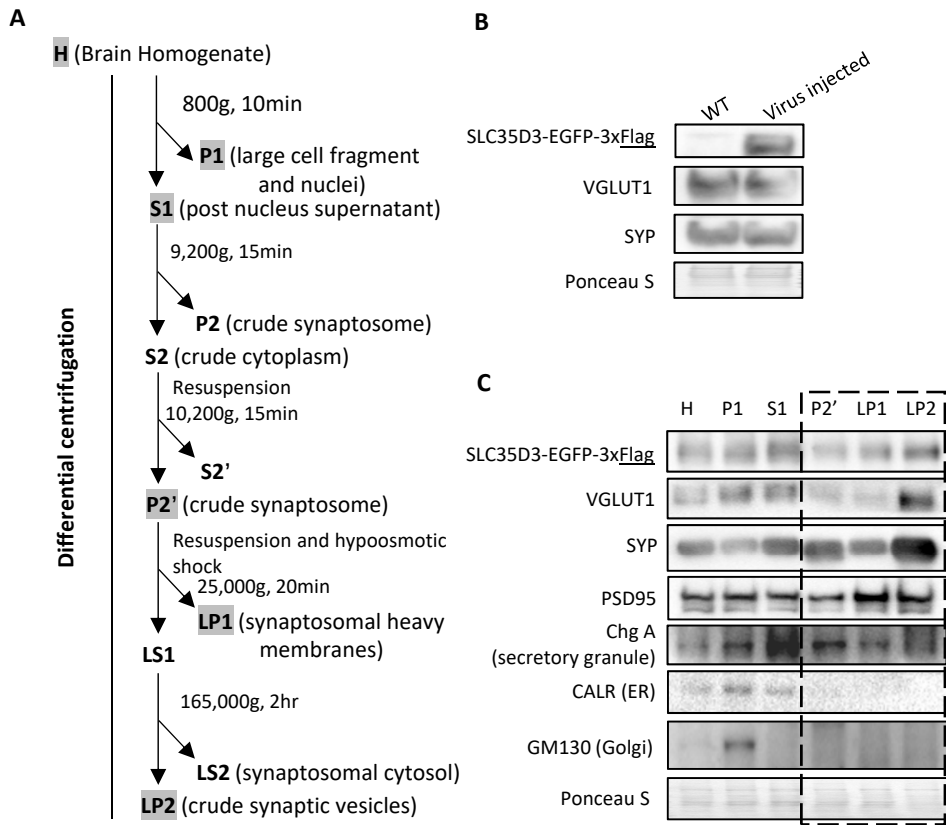 A
H (Brain Homogenate)
800g, 10min
P1 (large cell fragment
and nuclei)
S1 (post nucleus supernatant)
9,200g, 15min
P2 (crude synaptosome)
S2 (crude cytoplasm)
Resuspension
10,200g, 15min
S2'
P2' (crude synaptosome)
Resuspension and hypoosmotic
shock
25,000g, 20min
LP1 (synaptosomal heavy
membranes)
LS1
165,000g, 2hr
LS2 (synaptosomal cytosol)
LP2 (crude synaptic vesicles)
Differential centrifugation
B
WT
Virus injected
SLC35D3-EGFP-3xFlag
VGLUT1
SYP
Ponceau S
C
H P1 S1 P2' LP1 LP2
SLC35D3-EGFP-3xFlag
VGLUT1
SYP
PSD95
Chg A
(secretory granule)
CALR (ER)
GM130 (Golgi)
Ponceau S